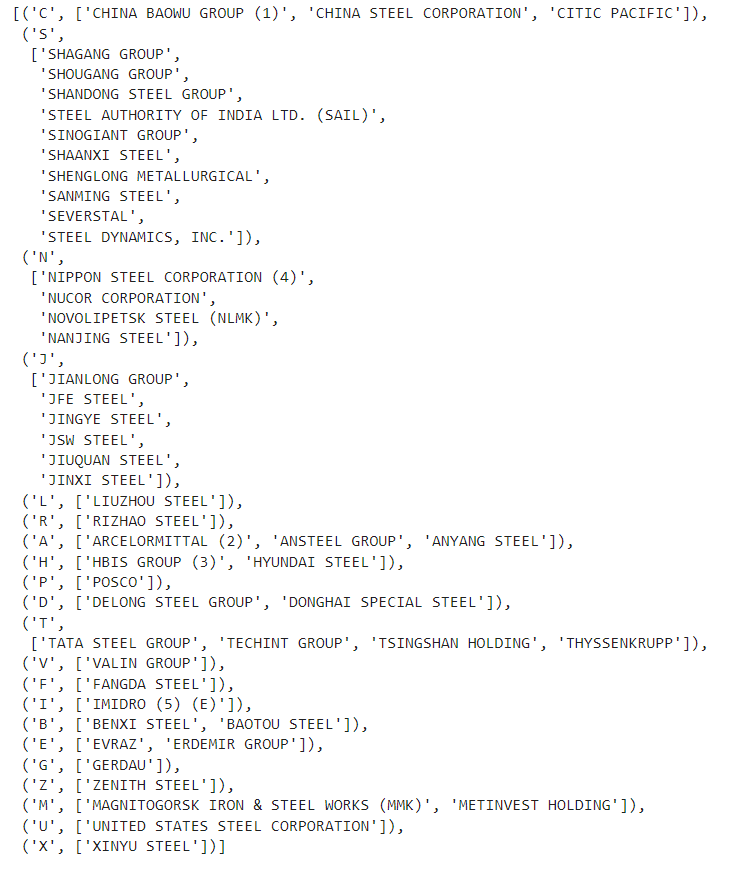 [('C', ['CHINA BAOWU GROUP (1)', 'CHINA STEEL CORPORATION', 'CITIC PACIFIC']),
('S',
['SHAGANG GROUP',
'SHOUGANG GROUP',
'SHANDONG STEEL GROUP',
'STEEL AUTHORITY OF INDIA LTD. (SAIL)',
'SINOGIANT GROUP',
'SHAANXI STEEL',
'SHENGLONG METALLURGICAL',
'SANMING STEEL',
'SEVERSTAL',
'STEEL DYNAMICS, INC.']),
('N',
['NIPPON STEEL CORPORATION (4)',
'NUCOR CORPORATION',
'NOVOLIPETSK STEEL (NLMK)',
'NANJING STEEL']),
('J',
['JIANLONG GROUP',
'JFE STEEL',
'JINGYE STEEL',
'JSW STEEL',
'JIUQUAN STEEL',
'JINXI STEEL']),
('L', ['LIUZHOU STEEL']),
('R', ['RIZHAO STEEL']),
('A', ['ARCELORMITTAL (2)', 'ANSTEEL GROUP', 'ANYANG STEEL']),
('H', ['HBIS GROUP (3)', 'HYUNDAI STEEL']),
('P', ['POSCO']),
('D', ['DELONG STEEL GROUP', 'DONGHAI SPECIAL STEEL']),
('T',
['TATA STEEL GROUP', 'TECHINT GROUP', 'TSINGSHAN HOLDING', 'THYSSENKRUPP']),
('V', ['VALIN GROUP']),
('F', ['FANGDA STEEL']),
('I', ['IMIDRO (5) (E)']),
('B', ['BENXI STEEL', 'BAOTOU STEEL']),
('E', ['EVRAZ', 'ERDEMIR GROUP']),
('G', ['GERDAU']),
('Z', ['ZENITH STEEL']),
('M', ['MAGNITOGORSK IRON & STEEL WORKS (MMK)', 'METINVEST HOLDING']),
('U', ['UNITED STATES STEEL CORPORATION']),
('X', ['XINYU STEEL'])]